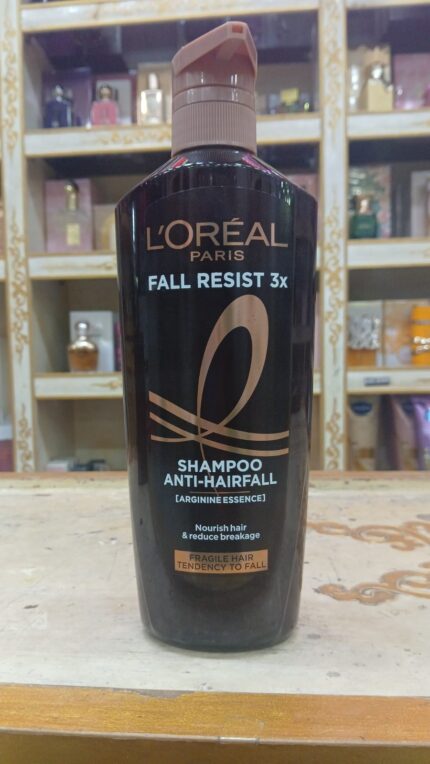 L'ORÉAL
PARIS
FALL RESIST 3x
SHAMPOO
ANTI-HAIRFALL
[ARGININE ESSENCE]
Nourish hair
& reduce breakage
FRAGILE HAIR
TENDENCY TO FALL